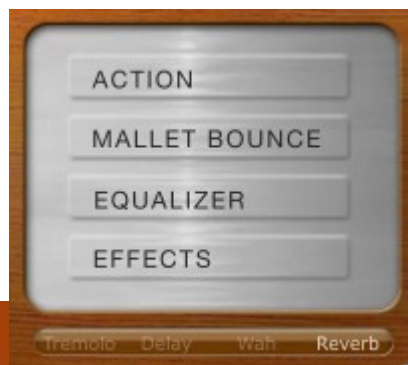 ACTION
MALLET BOUNCE
EQUALIZER
EFFECTS
Tremolo Delay Wah Reverb